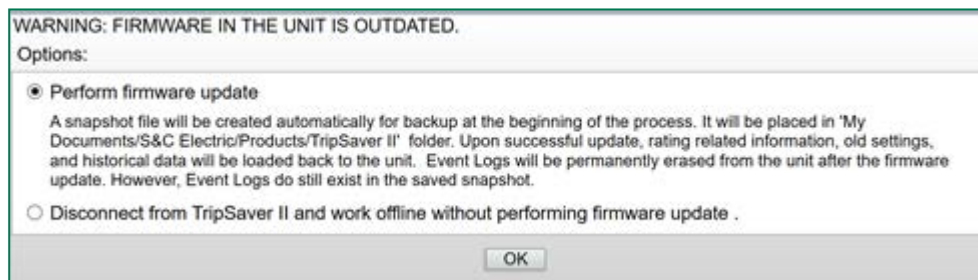 WARNING: FIRMWARE IN THE UNIT IS OUTDATED.
Options:
Perform firmware update
A snapshot file will be created automatically for backup at the beginning of the process. It will be placed in 'My
Documents/S&C Electric/Products/TripSaver II' folder. Upon successful update, rating related information, old settings,
and historical data will be loaded back to the unit. Event Logs will be permanently erased from the unit after the firmware
update. However, Event Logs do still exist in the saved snapshot.
Disconnect from TripSaver II and work offline without performing firmware update .
OK